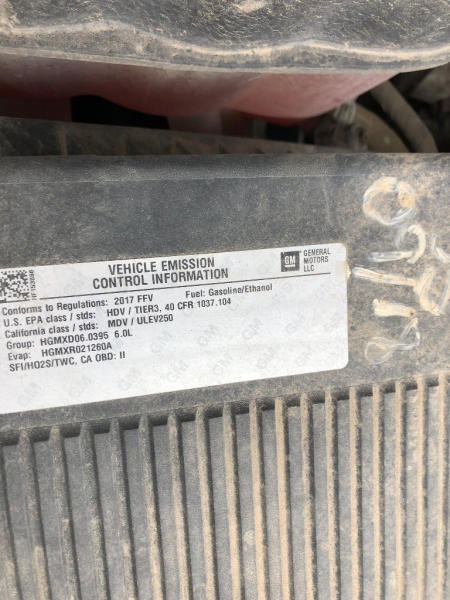 VEHICLE EMISSION
CONTROL INFORMATION
GM
GENERAL
MOTORS
LLC
Conforms to Regulations: 2017 FFV Fuel: Gasoline/Ethanol
U.S. EPA class / stds: HDV / TIER3, 40 CFR 1037.104
California class / stds: MDV / ULEV250
Group: HGMXD06.0395 6.0L
Evap: HGMXR021260A
SFI/HO2S/TWC, CA OBD: II